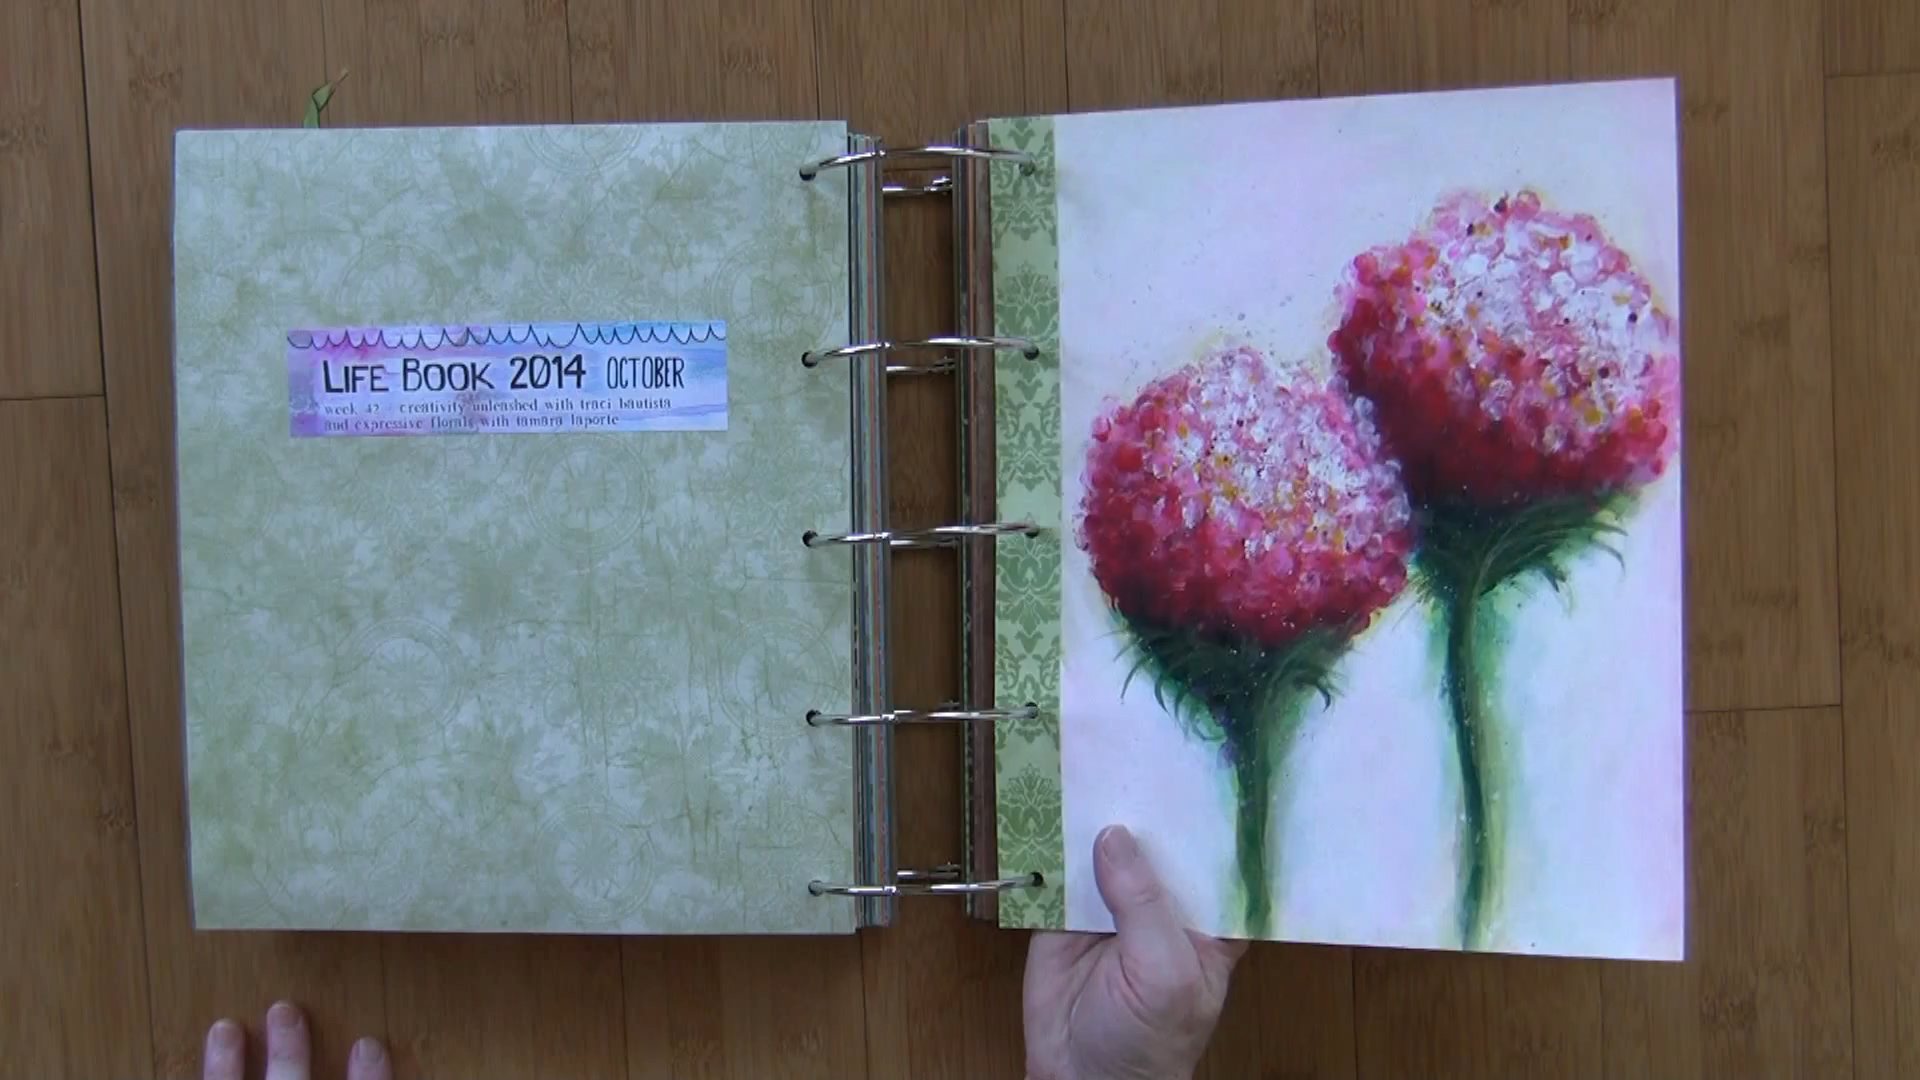 LIFE BOOK 2014 OCTOBER
week 42 - creativity unleashed with traci bautista
and expressive florals with tamara laporte